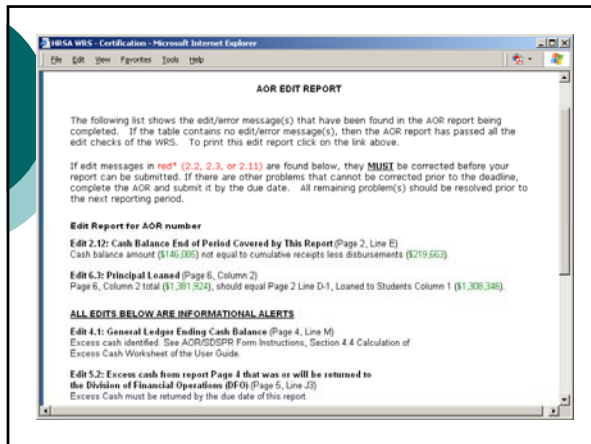 HRSA WRS - Certification - Microsoft Internet Explorer
File Edit View Favorites Tools Help
AOR EDIT REPORT
The following list shows the edit/error message(s) that have been found in the AOR report being
completed. If the table contains no edit/error message(s), then the AOR report has passed all the
edit checks of the WRS. To print this edit report click on the link above.
If edit messages in red* (2.2, 2.3, or 2.11) are found below, they MUST be corrected before your
report can be submitted. If there are other problems that cannot be corrected prior to the deadline,
complete the AOR and submit it by the due date. All remaining problem(s) should be resolved prior to
the next reporting period.
Edit Report for AOR number
Edit 2.12: Cash Balance End of Period Covered by This Report (Page 2, Line E)
Cash balance amount ($146,085) not equal to cumulative receipts less disbursements ($219,663).
Edit 6.3: Principal Loaned (Page 6, Column 2)
Page 6, Column 2 total ($1,381,924), should equal Page 2 Line D-1, Loaned to Students Column 1 ($1,308,346).
ALL EDITS BELOW ARE INFORMATIONAL ALERTS
Edit 4.1: General Ledger Ending Cash Balance (Page 4, Line M)
Excess cash identified. See AOR/SDSPR Form Instructions, Section 4.4 Calculation of
Excess Cash Worksheet of the User Guide.
Edit 5.2: Excess cash from report Page 4 that was or will be returned to
the Division of Financial Operations (DFO) (Page 5, Line J3)
Excess Cash must be returned by the due date of this report.